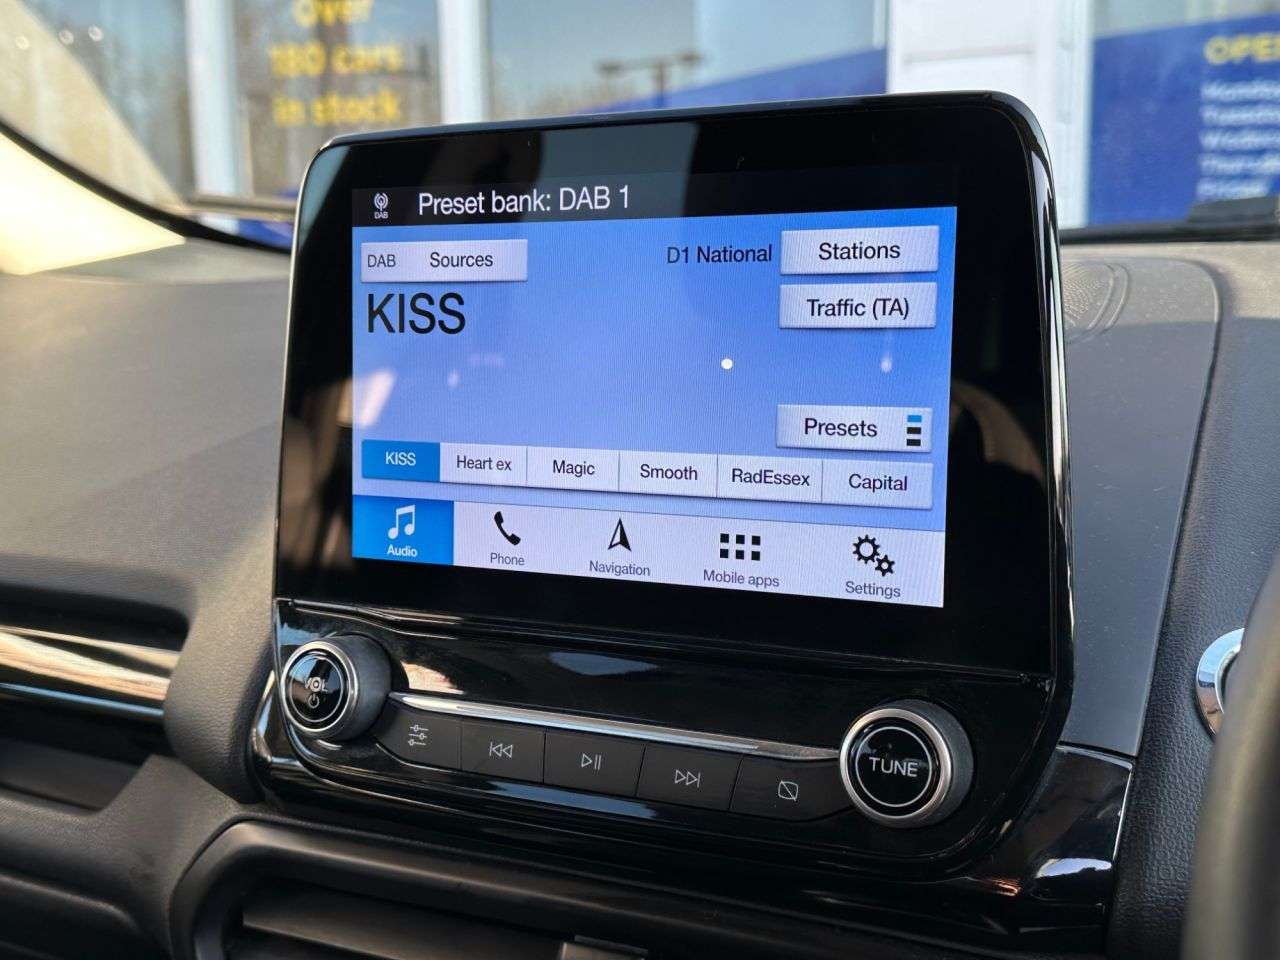 Over
180 cars
in stock
OPE
DAB
Preset bank: DAB 1
DAB Sources
D1 National
Stations
KISS
Traffic (TA)
Presets
KISS
Heart ex
Magic
Smooth
RadEssex
Capital
Audio
Phone
Navigation
Mobile apps
Settings
VOL
TUNE